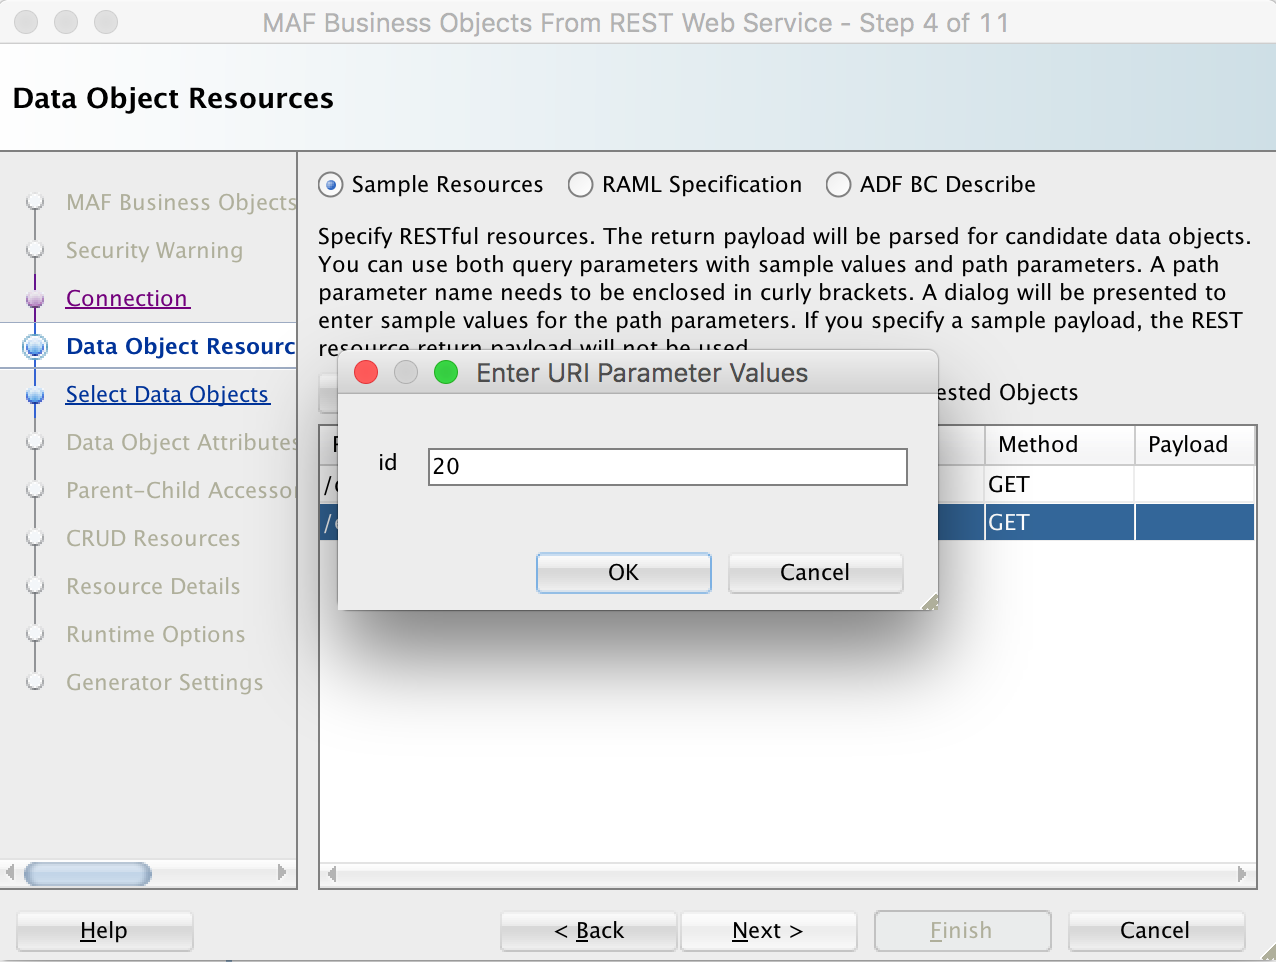 MAF Business Objects From REST Web Service - Step 4 of 11
Data Object Resources
MAF Business Objects
Security Warning
Connection
Data Object Resourc
Select Data Objects
Data Object Attributes
Parent-Child Accessor
CRUD Resources
Resource Details
Runtime Options
Generator Settings
Sample Resources RAML Specification ADF BC Describe
Specify RESTful resources. The return payload will be parsed for candidate data objects.
You can use both query parameters with sample values and path parameters. A path
parameter name needs to be enclosed in curly brackets. A dialog will be presented to
enter sample values for the path parameters. If you specify a sample payload, the REST
resource return payload will not be used
Enter URI Parameter Values
id 20
OK Cancel
ested Objects
Method Payload
GET
GET
Help < Back Next > Finish Cancel